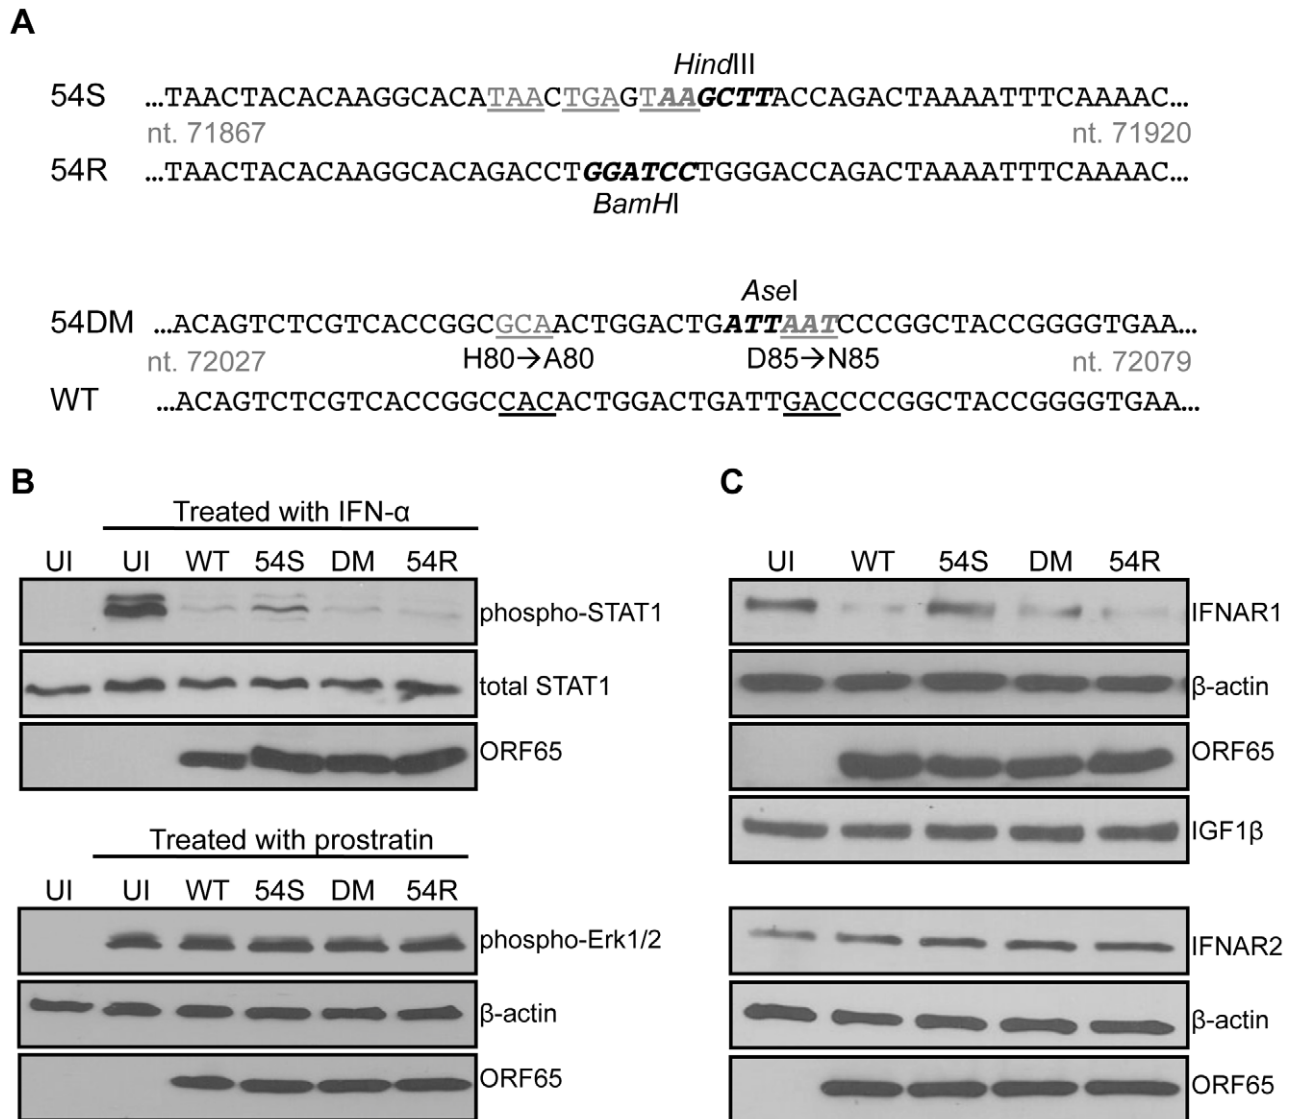 A
HindIII
54S ...TAACTACACAAGGCACATAACTGAGTAAGCTTACCAGACTAAAATTTCAAAAC...
nt. 71867 nt. 71920
54R ...TAACTACACAAGGCACAGACCTGGATCCTGGGACCAGACTAAAATTTCAAAAC...
BamHI
AseI
54DM ...ACAGTCTCGTCACCGGCGCAACTGGACTGATTAATCCCGGCTACCGGGGTGAA...
nt. 72027 H80→A80 D85→N85 nt. 72079
WT ...ACAGTCTCGTCACCGGCCACACTGGACTGATTGACCCCGGCTACCGGGGTGAA...
B
Treated with IFN-α
UI UI WT 54S DM 54R
phospho-STAT1
total STAT1
ORF65
Treated with prostratin
UI UI WT 54S DM 54R
phospho-Erk1/2
β-actin
ORF65
C
UI WT 54S DM 54R
IFNAR1
β-actin
ORF65
IGF1β
IFNAR2
β-actin
ORF65